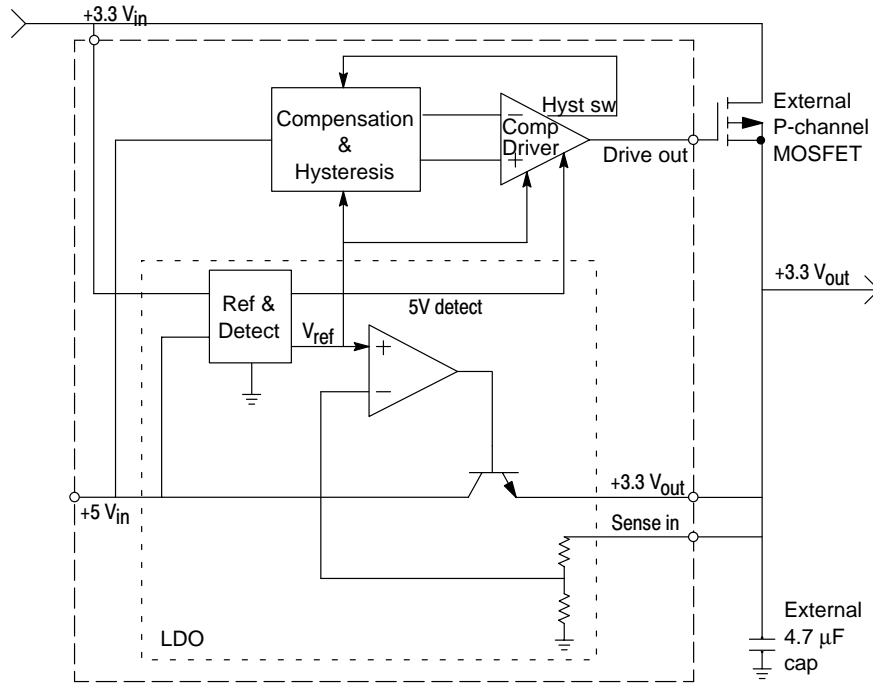 +3.3 Vin
Compensation
&
Hysteresis
Hyst sw
−
Comp
Driver
+
Drive out
External
P-channel
MOSFET
Ref &
Detect
5V detect
Vref
+
−
+3.3 Vout
+5 Vin
+3.3 Vout
Sense in
LDO
External
4.7 μF
cap